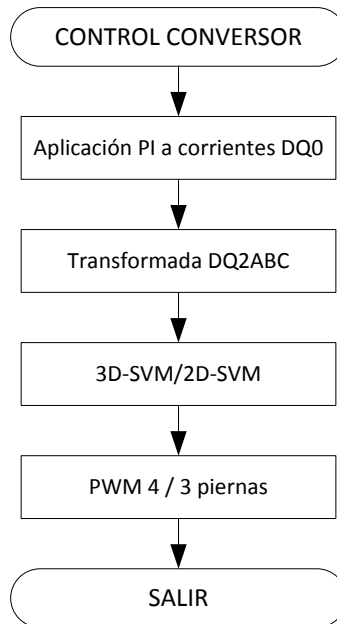 CONTROL CONVERSOR
Aplicación PI a corrientes DQ0
Transformada DQ2ABC
3D-SVM/2D-SVM
PWM 4 / 3 piernas
SALIR